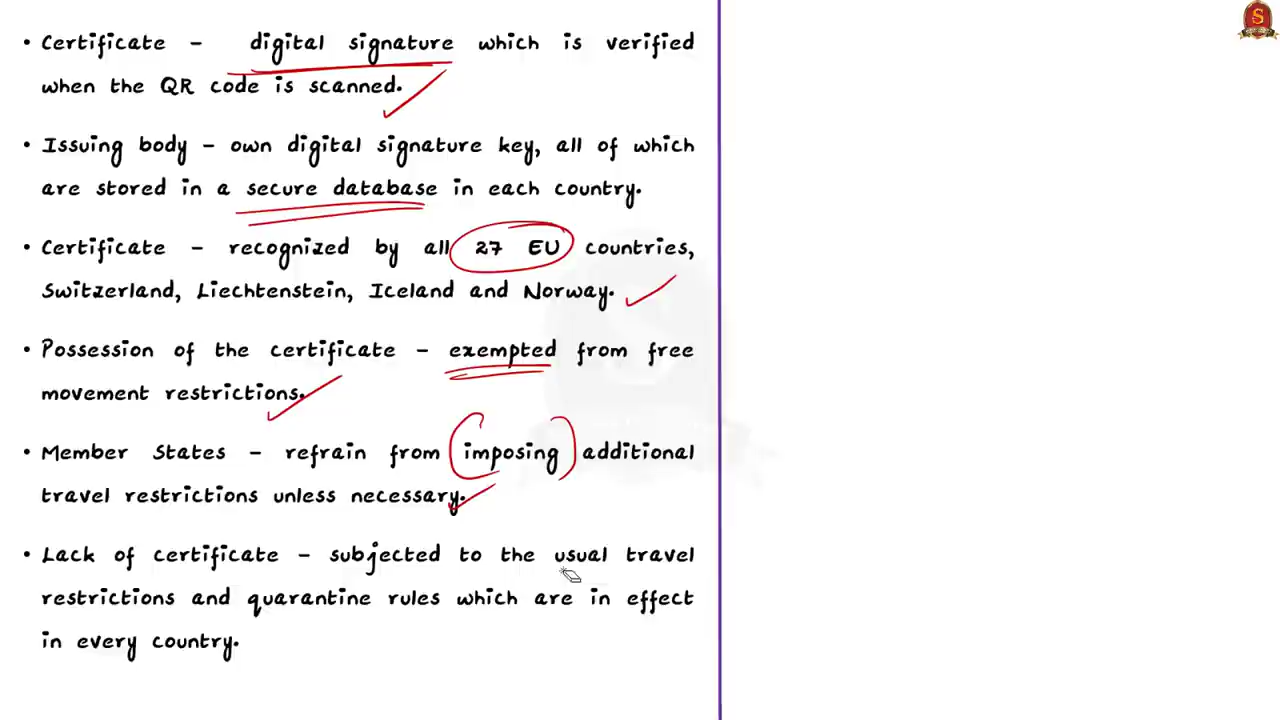 • Certificate – digital signature which is verified
when the QR code is scanned.
• Issuing body – own digital signature key, all of which
are stored in a secure database in each country.
• Certificate – recognized by all 27 EU countries,
Switzerland, Liechtenstein, Iceland and Norway.
• Possession of the certificate – exempted from free
movement restrictions.
• Member States – refrain from imposing additional
travel restrictions unless necessary.
• Lack of certificate – subjected to the usual travel
restrictions and quarantine rules which are in effect
in every country.
S